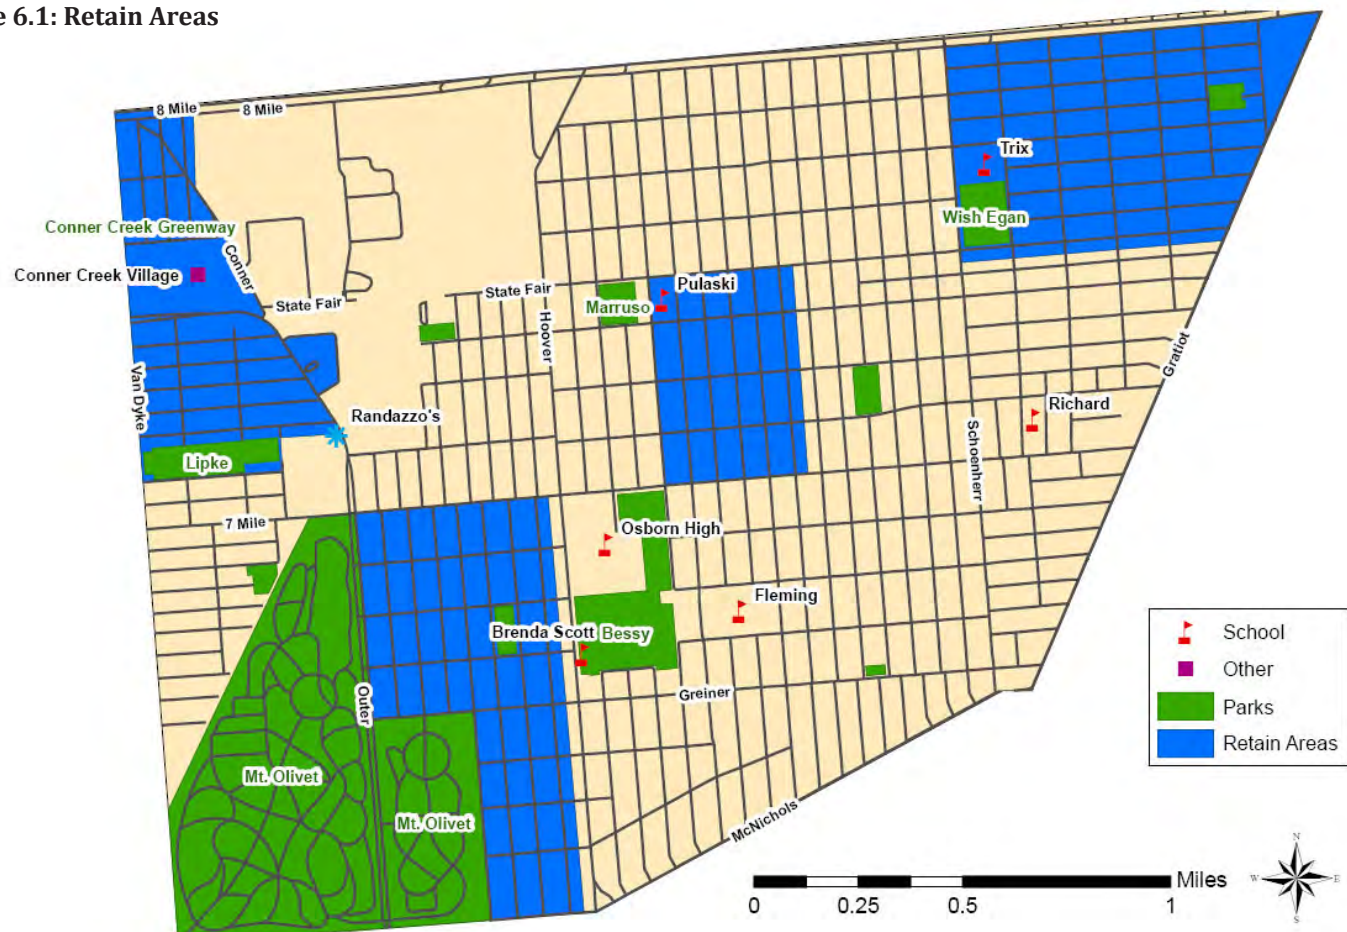 6.1: Retain Areas
8 Mile
8 Mile
Trix
Wish Egan
Conner Creek Greenway
Conner
Conner Creek Village
State Fair
State Fair
Pulaski
Marruso
Hoover
Gratiot
Van Dyke
Randazzo's
Richard
Schoenherr
Lipke
7 Mile
Osborn High
Fleming
Brenda Scott
Bessy
Outer
Greiner
Mt. Olivet
Mt. Olivet
McNichols
School
Other
Parks
Retain Areas
Miles
0 0.25 0.5 1
N
W
E
S